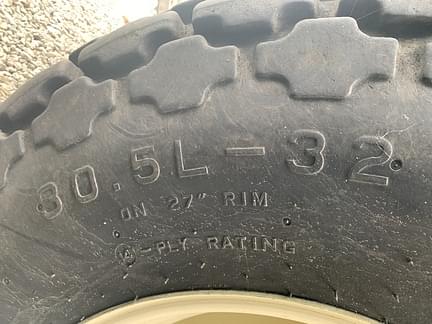 30.5L-32
ON 27" RIM
-PLY RATING